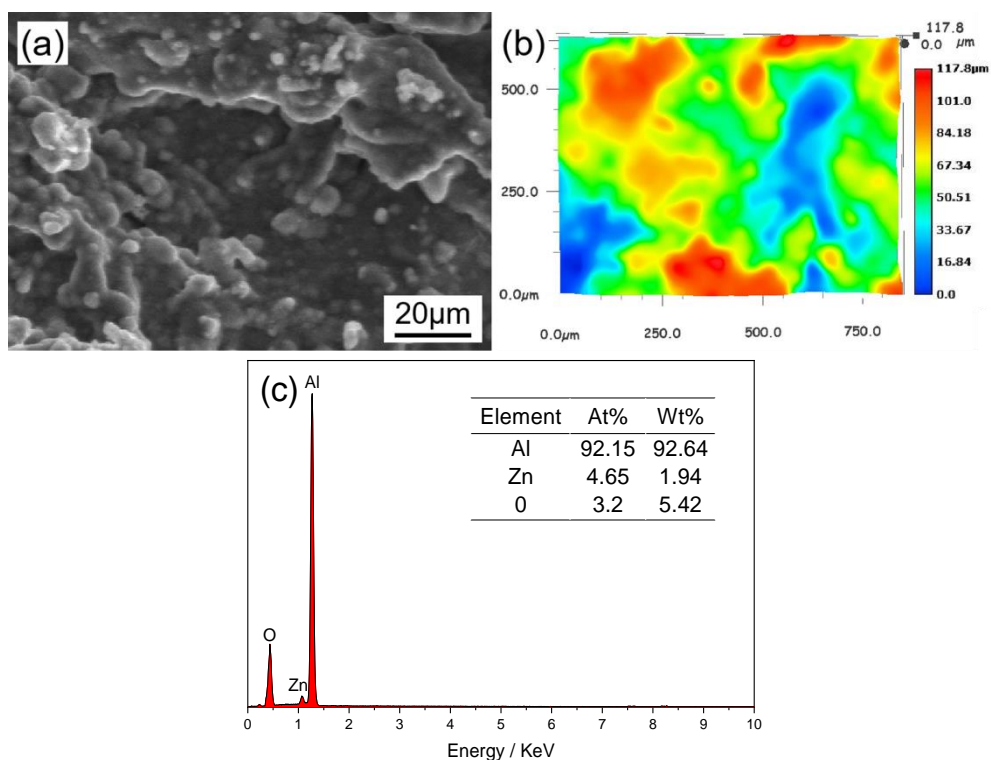 (a)
20μm
(b)
117.8
0.0 μm
500.0
250.0
0.0μm
0.0μm 250.0 500.0 750.0
117.8μm
101.0
84.18
67.34
50.51
33.67
16.84
0.0
(c)
Al
O
Zn
Element At% Wt%
Al 92.15 92.64
Zn 4.65 1.94
0 3.2 5.42
0 1 2 3 4 5 6 7 8 9 10
Energy / KeV